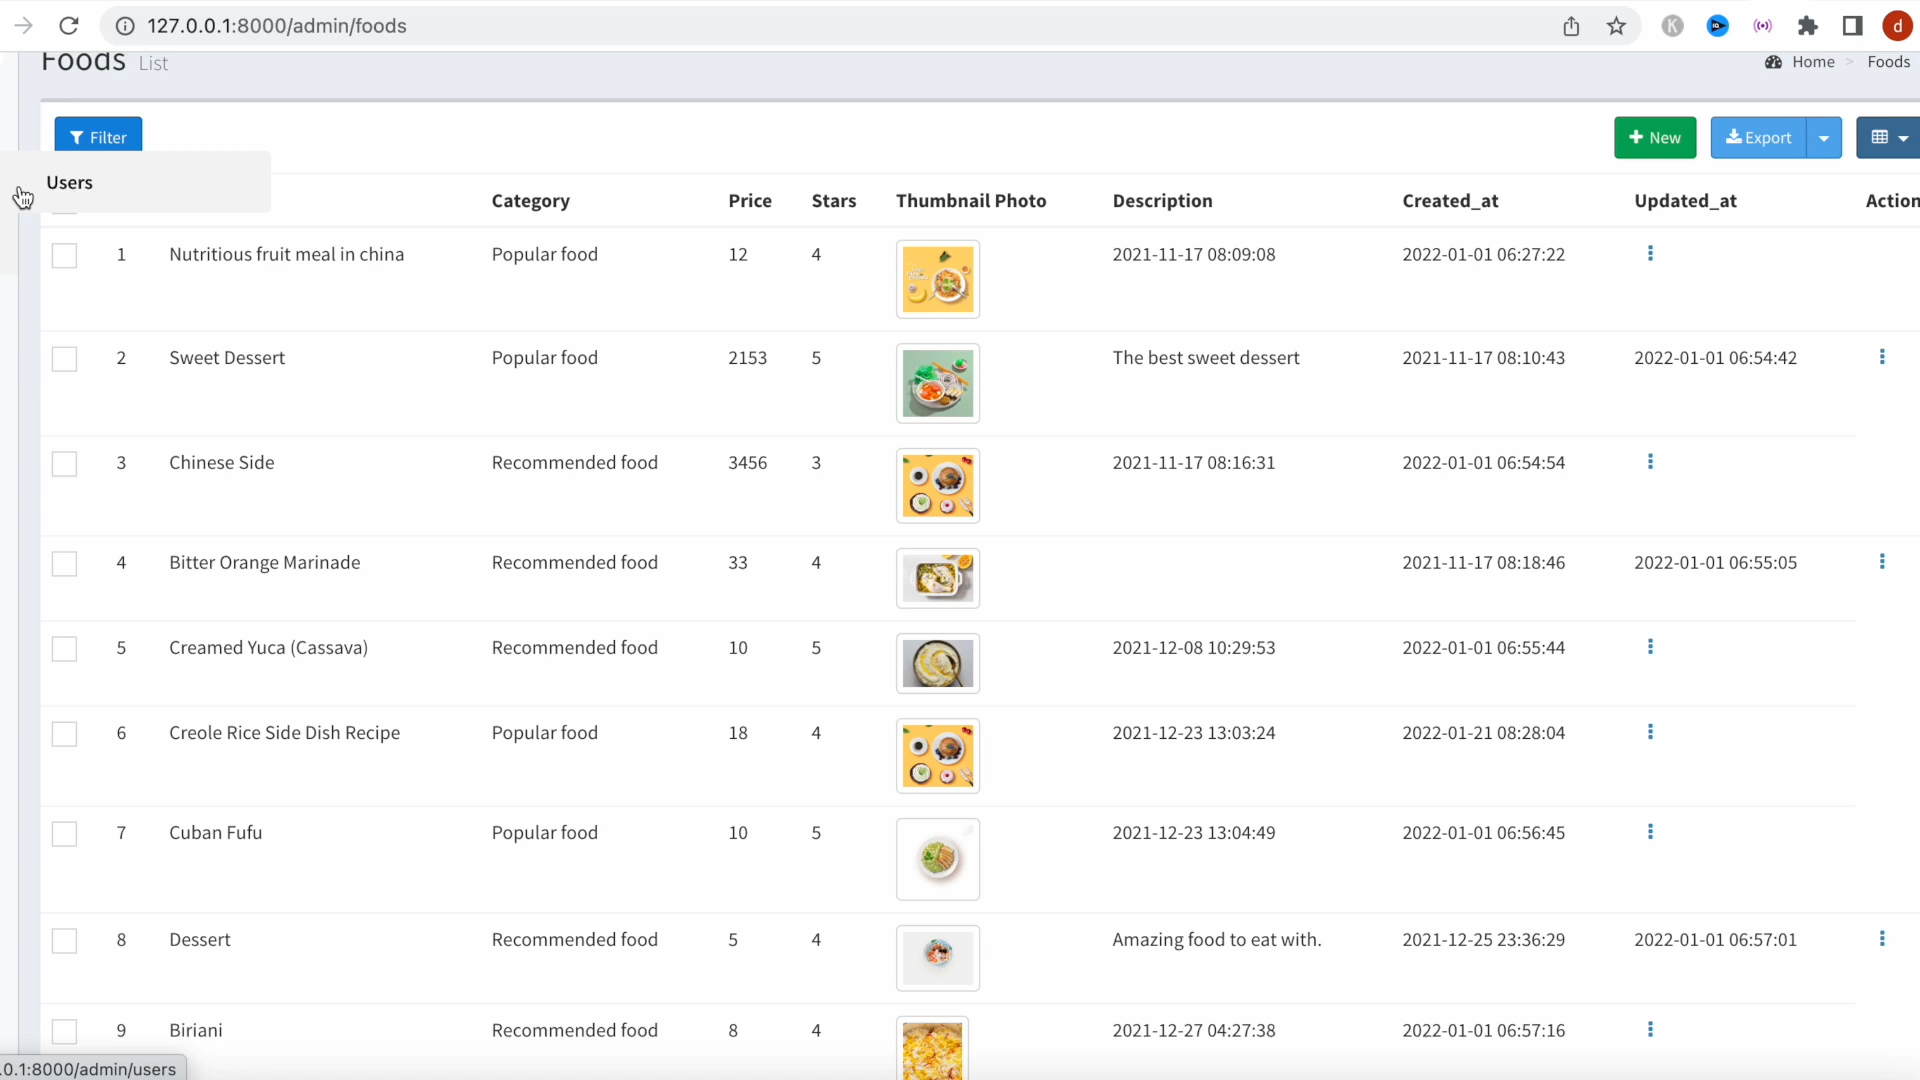 127.0.0.1:8000/admin/foods
K
d
Foods List
Home > Foods
Filter
New
Export
Users
Category Price Stars Thumbnail Photo Description Created_at Updated_at Action
1 Nutritious fruit meal in china Popular food 12 4 2021-11-17 08:09:08 2022-01-01 06:27:22
2 Sweet Dessert Popular food 2153 5 The best sweet dessert 2021-11-17 08:10:43 2022-01-01 06:54:42
3 Chinese Side Recommended food 3456 3 2021-11-17 08:16:31 2022-01-01 06:54:54
4 Bitter Orange Marinade Recommended food 33 4 2021-11-17 08:18:46 2022-01-01 06:55:05
5 Creamed Yuca (Cassava) Recommended food 10 5 2021-12-08 10:29:53 2022-01-01 06:55:44
6 Creole Rice Side Dish Recipe Popular food 18 4 2021-12-23 13:03:24 2022-01-21 08:28:04
7 Cuban Fufu Popular food 10 5 2021-12-23 13:04:49 2022-01-01 06:56:45
8 Dessert Recommended food 5 4 Amazing food to eat with. 2021-12-25 23:36:29 2022-01-01 06:57:01
9 Biriani Recommended food 8 4 2021-12-27 04:27:38 2022-01-01 06:57:16
.0.1:8000/admin/users